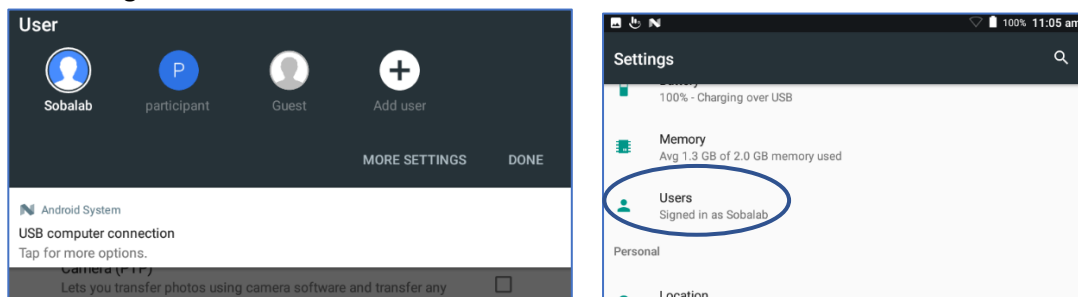 User
Sobalab
participant
Guest
Add user
MORE SETTINGS DONE
Android System
USB computer connection
Tap for more options.
Camera (PTP)
Lets you transfer photos using camera software and transfer any
100% 11:05 am
Settings
Battery
100% - Charging over USB
Memory
Avg 1.3 GB of 2.0 GB memory used
Users
Signed in as Sobalab
Personal
Location